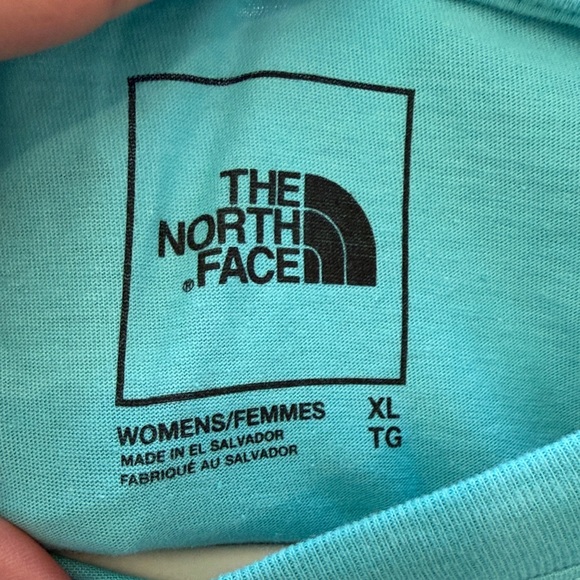 THE
NORTH
FACE
®
WOMENS/FEMMES XL
MADE IN EL SALVADOR TG
FABRIQUÉ AU SALVADOR